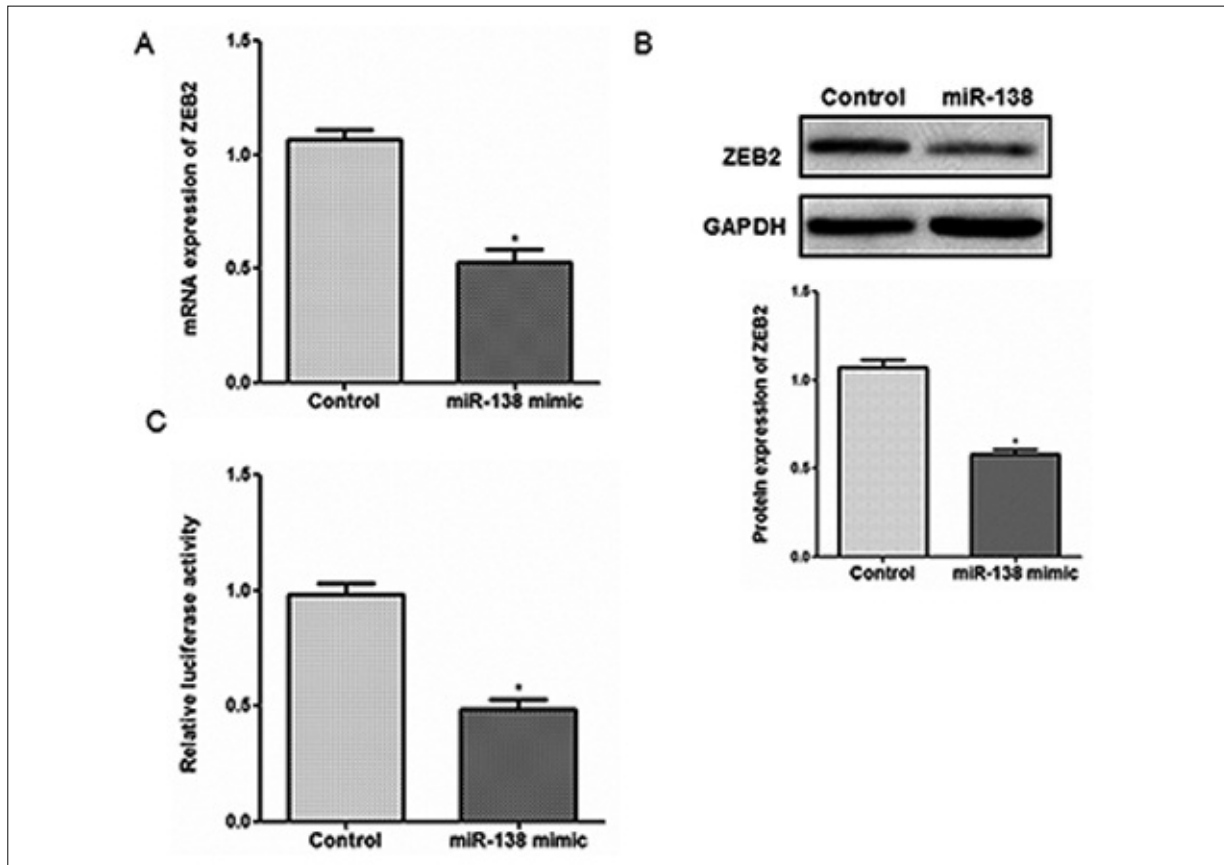 A
1.5
1.0
0.5
0.0
mRNA expression of ZEB2
Control
miR-138 mimic
*
B
Control miR-138
ZEB2
GAPDH
1.5
1.0
0.5
0.0
Protein expression of ZEB2
Control
miR-138 mimic
*
C
1.5
1.0
0.5
0.0
Relative luciferase activity
Control
miR-138 mimic
*